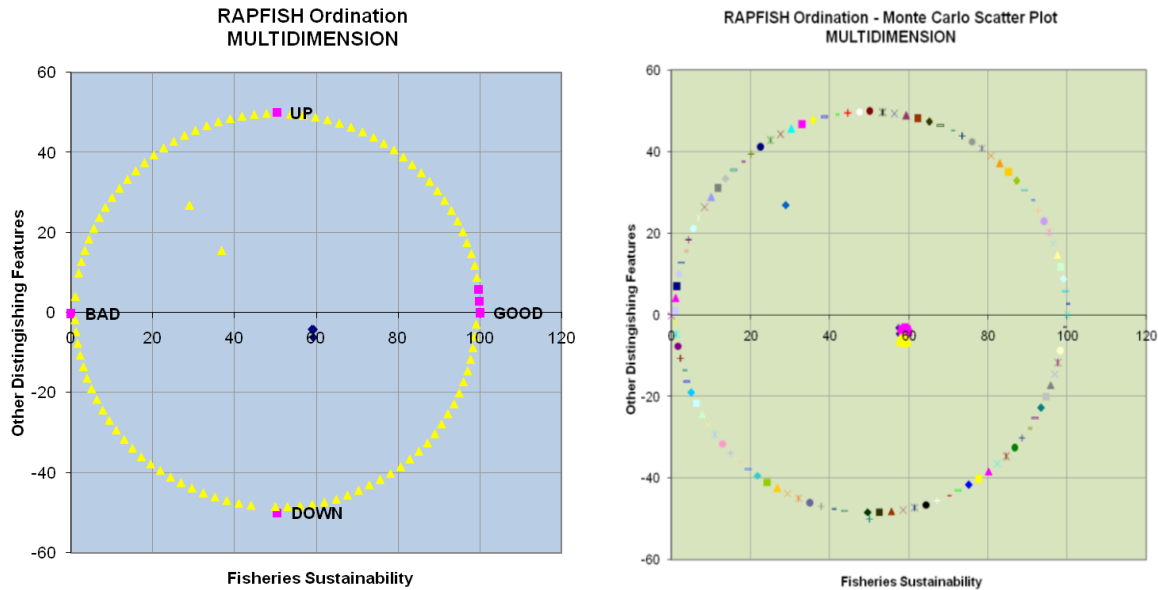 RAPFISH Ordination
MULTIDIMENSION
60
40
20
0
-20
-40
-60
0 20 40 60 80 100 120
UP
BAD
GOOD
DOWN
Other Distingishing Features
Fisheries Sustainability
RAPFISH Ordination - Monte Carlo Scatter Plot
MULTIDIMENSION
60
40
20
0
-20
-40
-60
0 20 40 60 80 100 120
Other Distingishing Features
Fisheries Sustainability